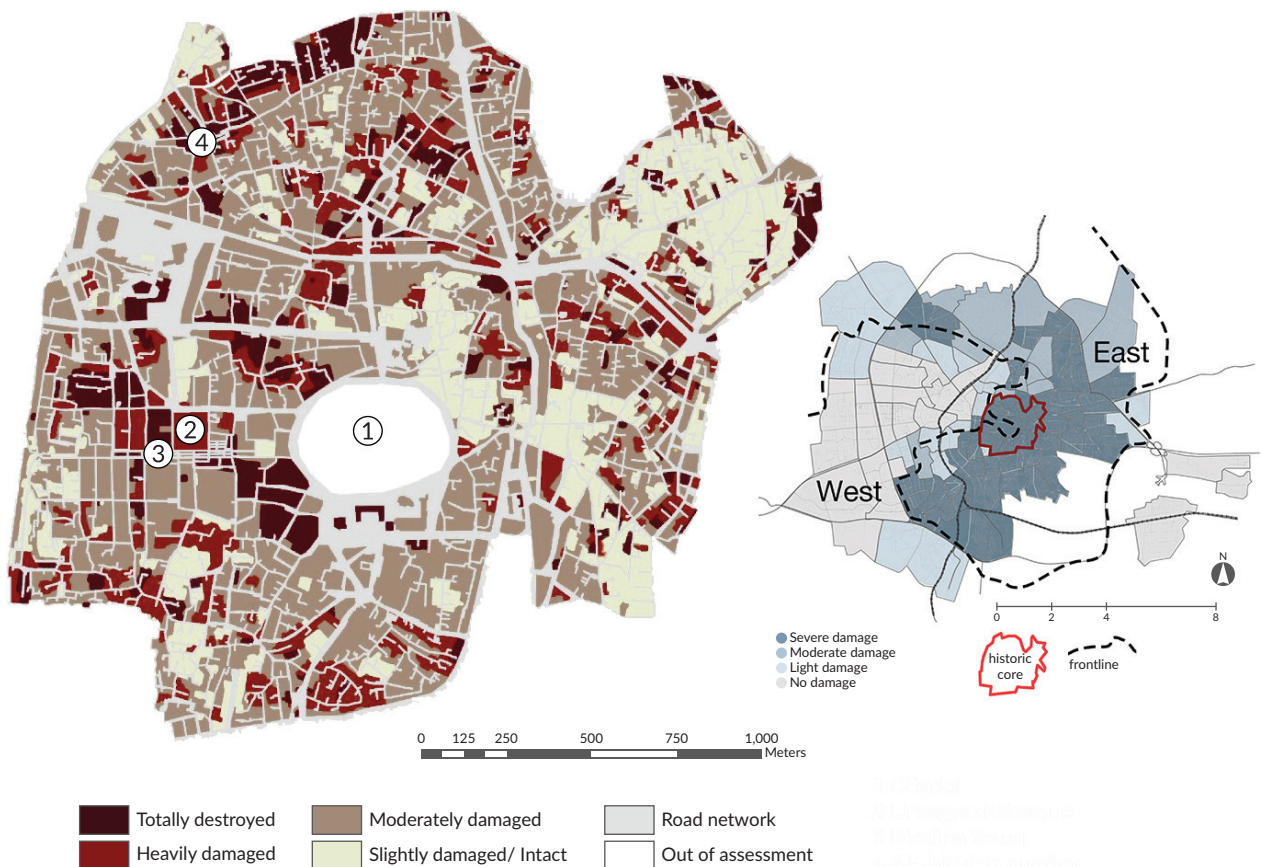 4
2
3
1
East
West
N
0 2 4 8
Severe damage
Moderate damage
Light damage
No damage
historic
core
frontline
0 125 250 500 750 1,000
Meters
Totally destroyed
Moderately damaged
Road network
Heavily damaged
Slightly damaged/ Intact
Out of assessment